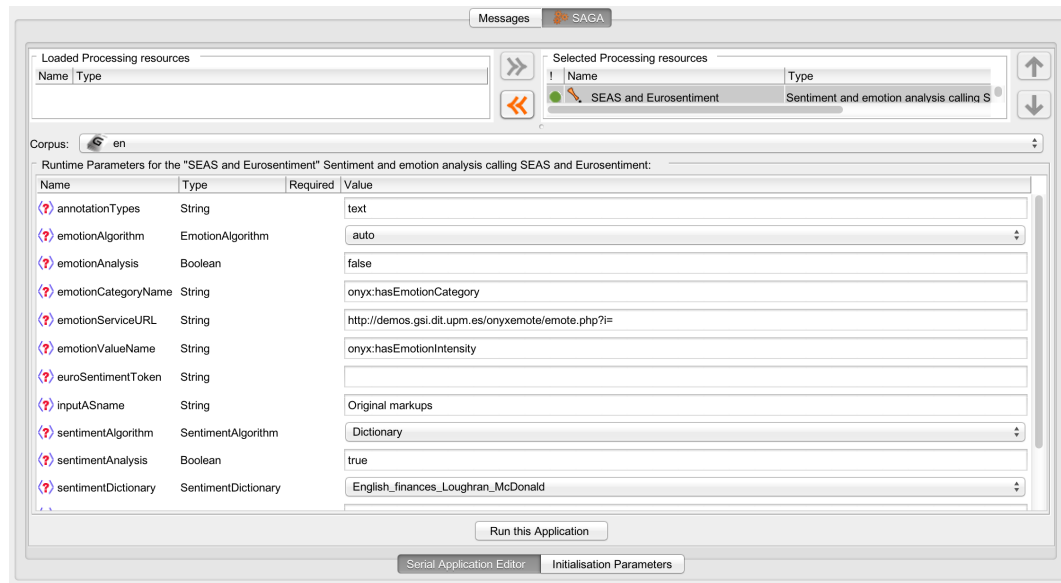 Messages SAGA
Loaded Processing resources
Name Type
Selected Processing resources
! Name Type
SEAS and Eurosentiment Sentiment and emotion analysis calling S
Corpus: en
Runtime Parameters for the "SEAS and Eurosentiment" Sentiment and emotion analysis calling SEAS and Eurosentiment:
Name Type Required Value
<?> annotationTypes String text
<?> emotionAlgorithm EmotionAlgorithm auto
<?> emotionAnalysis Boolean false
<?> emotionCategoryName String onyx:hasEmotionCategory
<?> emotionServiceURL String http://demos.gsi.dit.upm.es/onyxemote/emote.php?i=
<?> emotionValueName String onyx:hasEmotionIntensity
<?> euroSentimentToken String
<?> inputASname String Original markups
<?> sentimentAlgorithm SentimentAlgorithm Dictionary
<?> sentimentAnalysis Boolean true
<?> sentimentDictionary SentimentDictionary English_finances_Loughran_McDonald
Run this Application
Serial Application Editor Initialisation Parameters